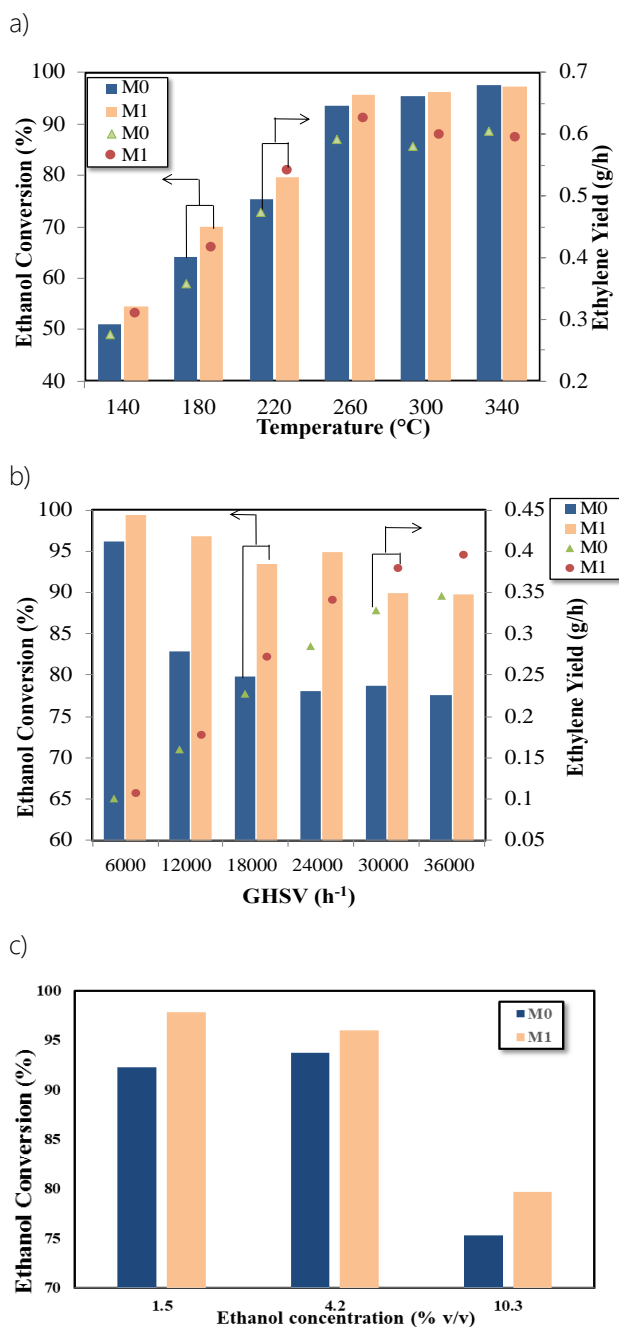 a)
100
90
80
70
60
50
40
Ethanol Conversion (%)
M0
M1
M0
M1
0.7
0.6
0.5
0.4
0.3
0.2
Ethylene Yield (g/h)
140 180 220 260 300 340
Temperature (°C)
b)
100
95
90
85
80
75
70
65
60
Ethanol Conversion (%)
0.45
0.4
0.35
0.3
0.25
0.2
0.15
0.1
0.05
Ethylene Yield (g/h)
M0
M1
M0
M1
6000 12000 18000 24000 30000 36000
GHSV (h⁻¹)
c)
100
95
90
85
80
75
70
Ethanol Conversion (%)
M0
M1
1.5 4.2 10.3
Ethanol concentration (% v/v)